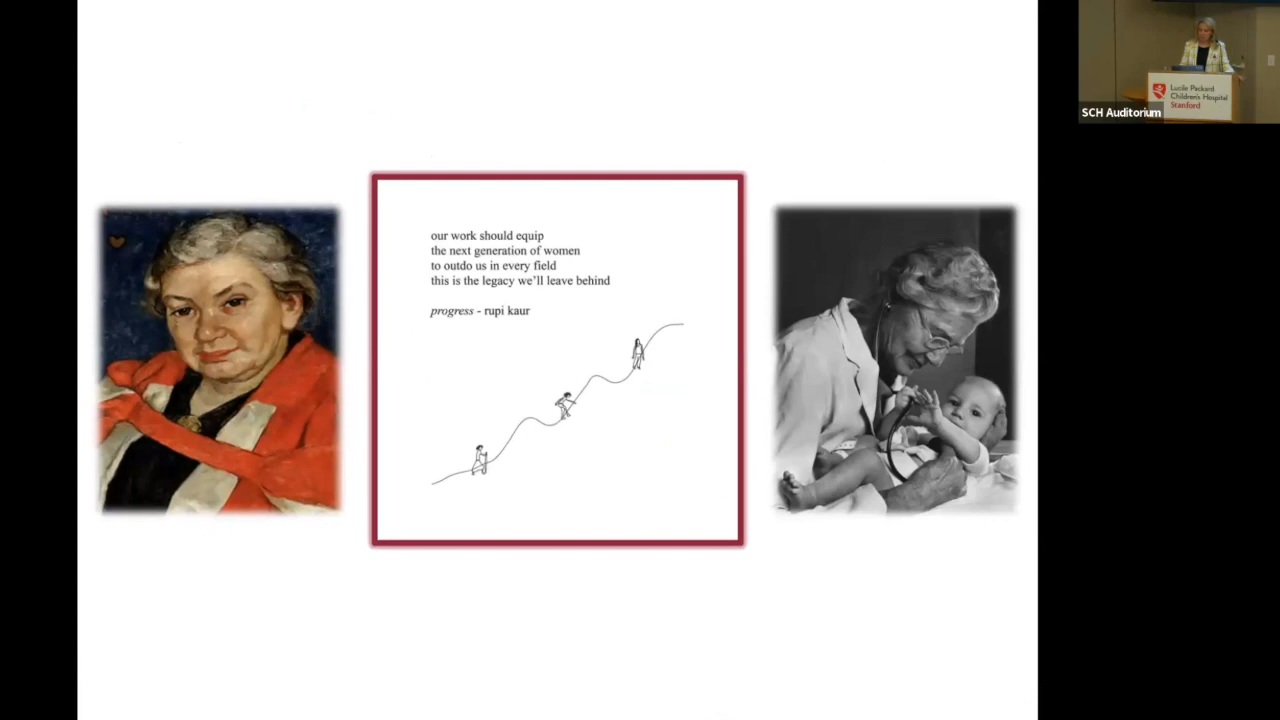 our work should equip
the next generation of women
to outdo us in every field
this is the legacy we'll leave behind
progress - rupi kaur
Lucile Packard
Children's Hospital
Stanford
SCH Auditorium